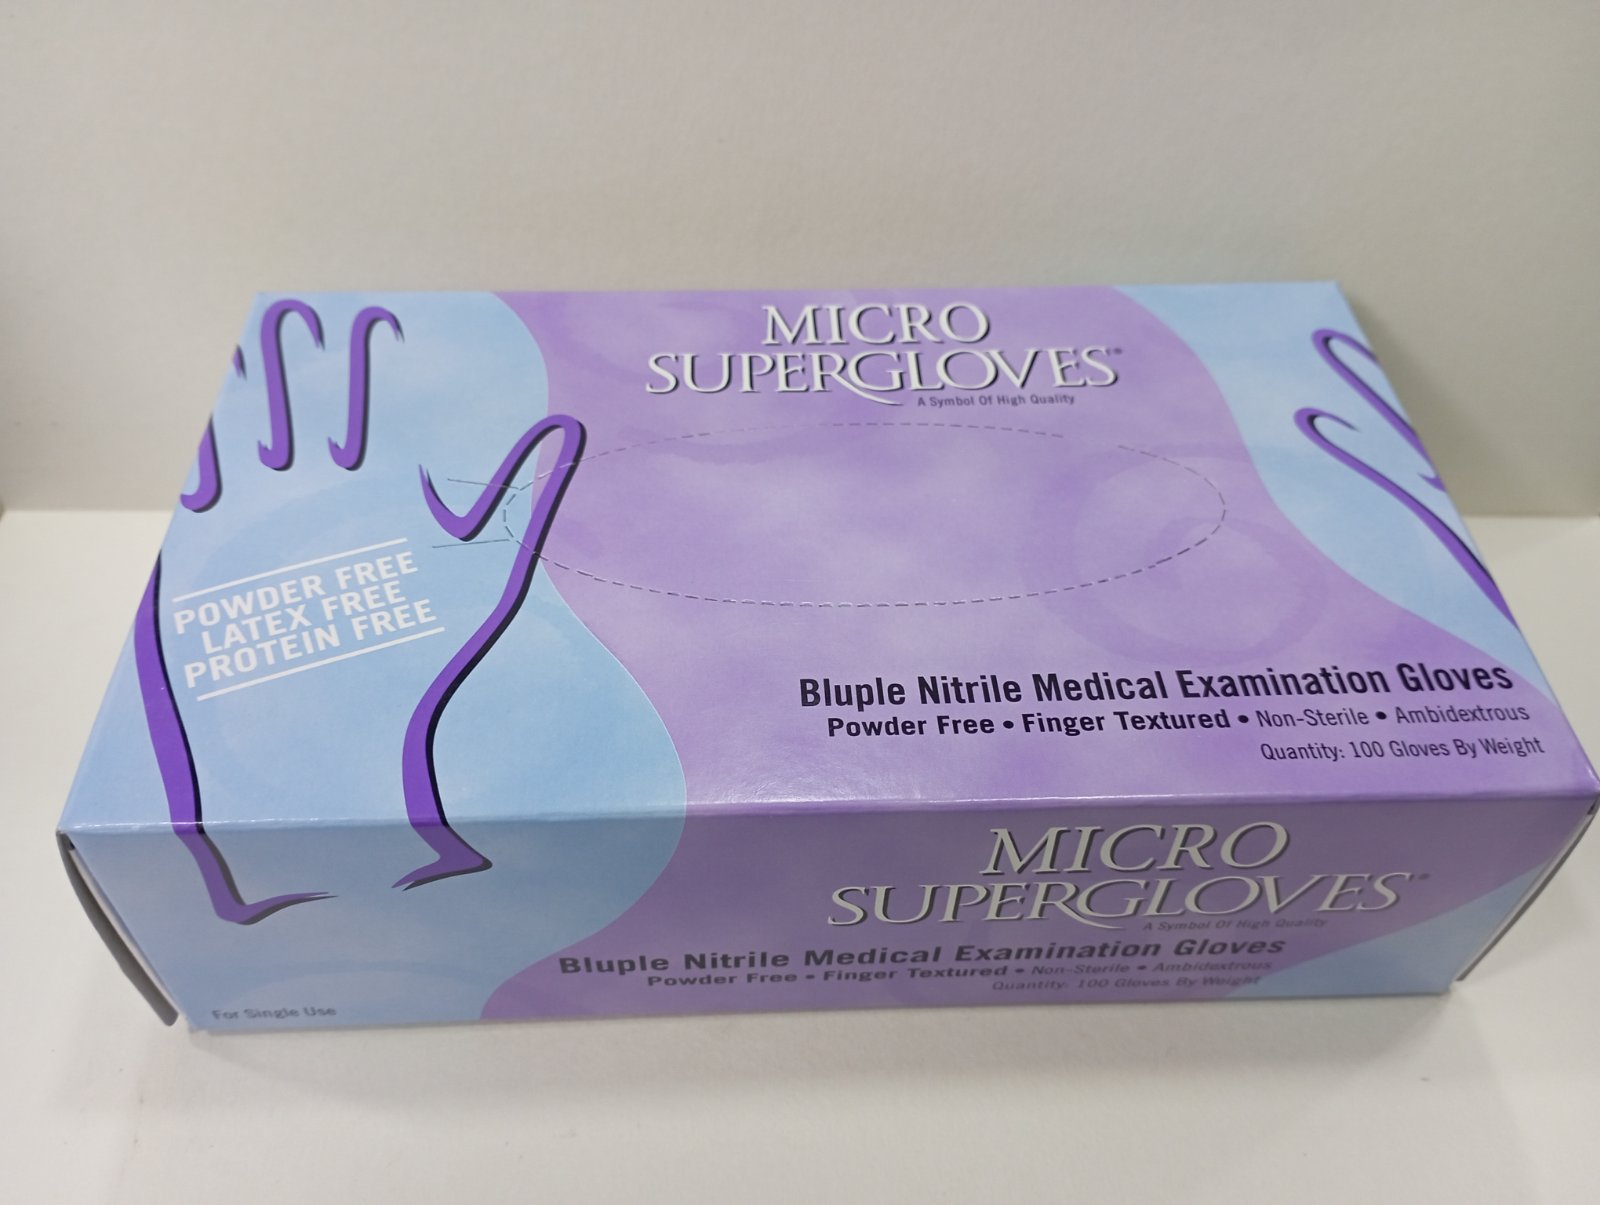 MICRO
SUPERGLOVES®
A Symbol Of High Quality
POWDER FREE
LATEX FREE
PROTEIN FREE
Bluple Nitrile Medical Examination Gloves
Powder Free • Finger Textured • Non-Sterile • Ambidextrous
Quantity: 100 Gloves By Weight
MICRO
SUPERGLOVES®
A Symbol Of High Quality
Bluple Nitrile Medical Examination Gloves
Powder Free • Finger Textured • Non-Sterile • Ambidextrous
Quantity: 100 Gloves By Weight
For Single Use